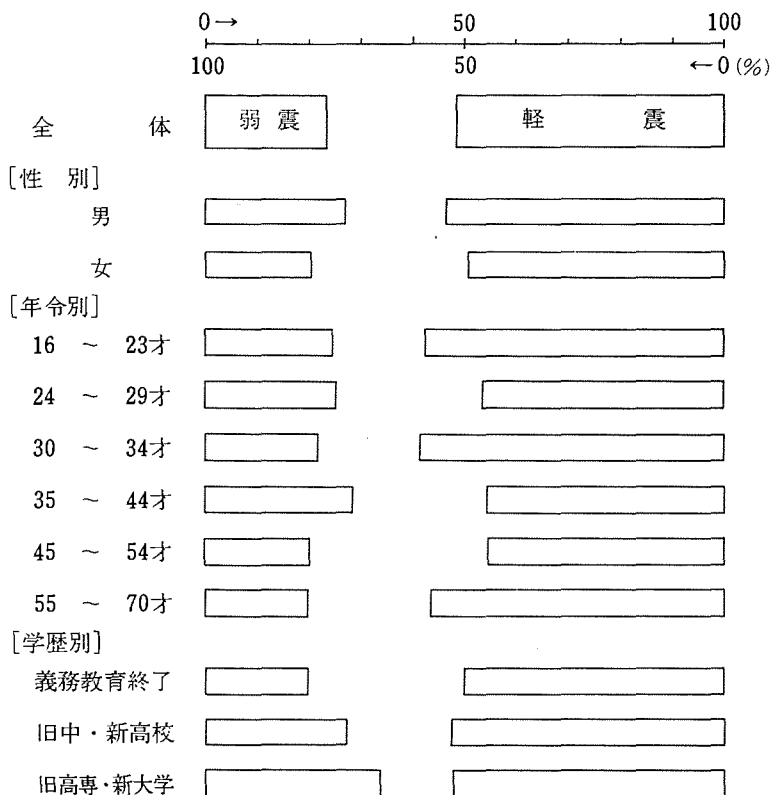 0→ 50 100
100 50 ←0(%)
全体 弱震 軽震
[性別]
男
女
[年令別]
16 ～ 23才
24 ～ 29才
30 ～ 34才
35 ～ 44才
45 ～ 54才
55 ～ 70才
[学歴別]
義務教育終了
旧中・新高校
旧高専・新大学